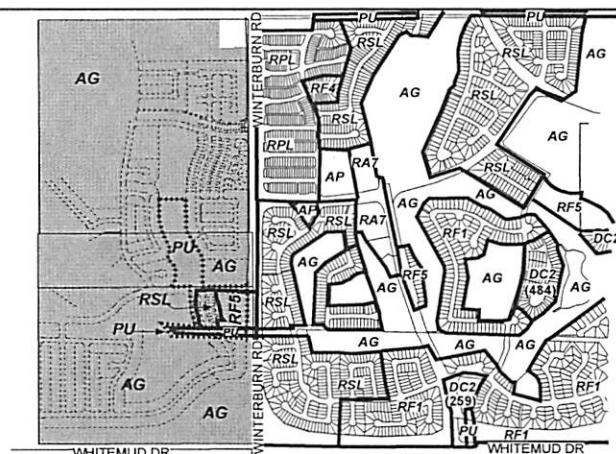 PU
PU
AG
WINTERBURN RD
RSL
RSL
AG
RPL
RF4
AG
RSL
AG
RPL
RA7
RSL
AP
AG
RF5
AP
RSL
RA7
AG
RF1
DC2
RSL
PU
AG
AG
RF5
AG
DC2
(484)
AG
RSL
RF5
AG
RSL
PU
PU
AG
AG
AG
WINTERBURN RD
RSL
DC2
(259)
RF1
AG
AG
RF1
PU
RF1
WHITEMUD DR
WHITEMUD DR